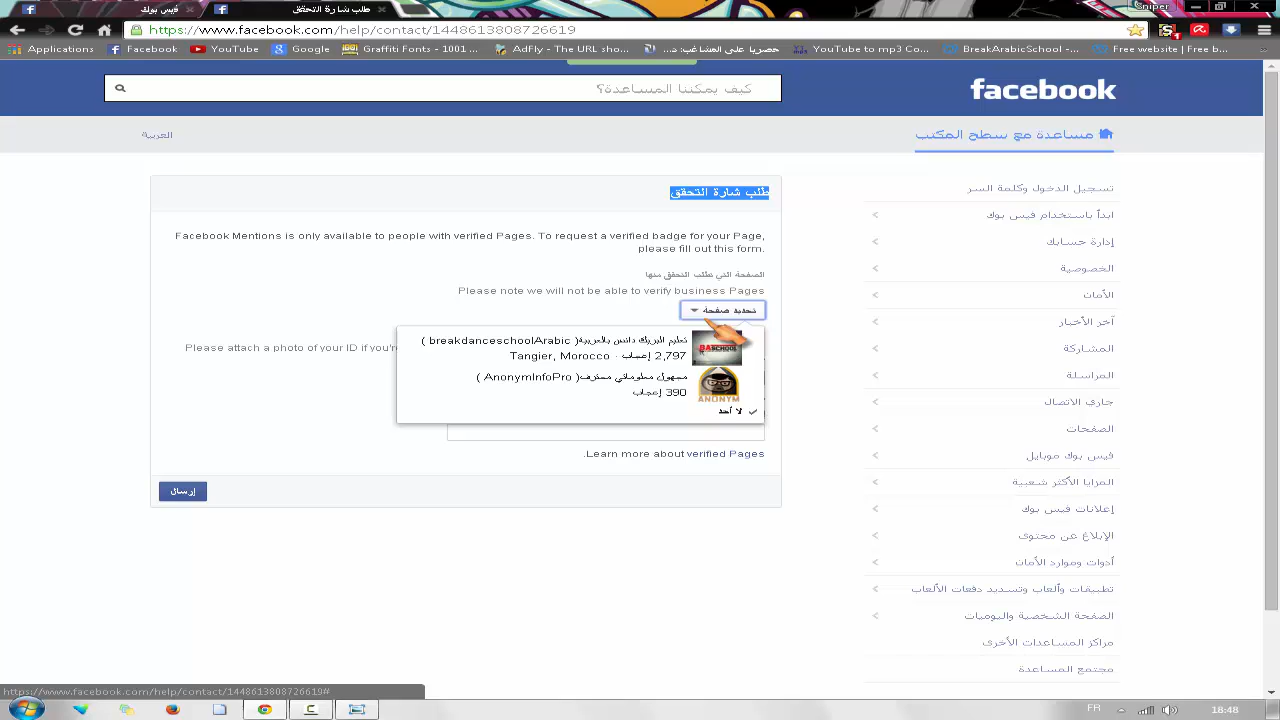 فيس بوك
طلب شارة التحقق
Sniper
https://www.facebook.com/help/contact/1448613808726619
Applications
Facebook
YouTube
Google
Graffiti Fonts - 1001 ...
AdFly - The URL sho...
حصريا على المشاغب: د...
YouTube to mp3 Co...
BreakArabicSchool - ...
Free website | Free b...
كيف يمكننا المساعدة؟
facebook
العربية
مساعدة مع سطح المكتب
تسجيل الدخول وكلمة السر
ابدأ باستخدام فيس بوك
إدارة حسابك
الخصوصية
الأمان
آخر الأخبار
المشاركة
المراسلة
جاري الاتصال
الصفحات
فيس بوك موبايل
المزايا الأكثر شعبية
إعلانات فيس بوك
الإبلاغ عن محتوى
أدوات وموارد الأمان
تطبيقات وألعاب وتسديد دفعات الألعاب
الصفحة الشخصية واليوميات
مراكز المساعدات الأخرى
مجتمع المساعدة
طلب شارة التحقق
Facebook Mentions is only available to people with verified Pages. To request a verified badge for your Page,
please fill out this form.
الصفحة التي تطلب التحقق منها
Please note we will not be able to verify business Pages
تحديد صفحة
تعليم البريك دانس بالعربية( breakdanceschoolArabic )
2,797 إعجاب · Tangier, Morocco
BASCHOOL
مجهول معلوماتي محترف( AnonymInfoPro )
390 إعجاب
ANONYM
لا أحد
Please attach a photo of your ID if you're
Learn more about verified Pages.
إرسال
https://www.facebook.com/help/contact/1448613808726619#
FR
18:48